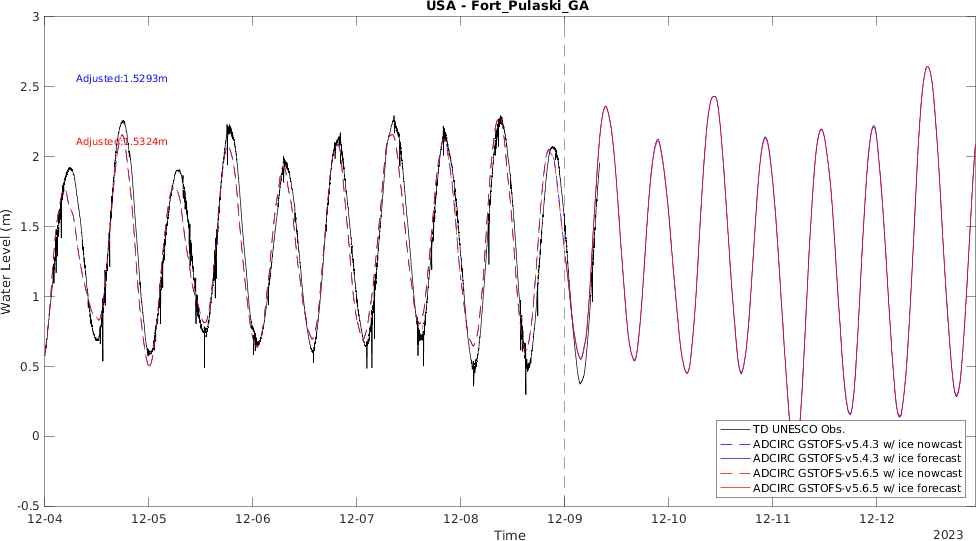 USA - Fort_Pulaski_GA
3
2.5
2
1.5
1
0.5
0
-0.5
Water Level (m)
Adjusted:1.5293m
Adjusted:1.5324m
TD UNESCO Obs.
ADCIRC GSTOFS-v5.4.3 w/ ice nowcast
ADCIRC GSTOFS-v5.4.3 w/ ice forecast
ADCIRC GSTOFS-v5.6.5 w/ ice nowcast
ADCIRC GSTOFS-v5.6.5 w/ ice forecast
12-04 12-05 12-06 12-07 12-08 12-09 12-10 12-11 12-12
Time
2023